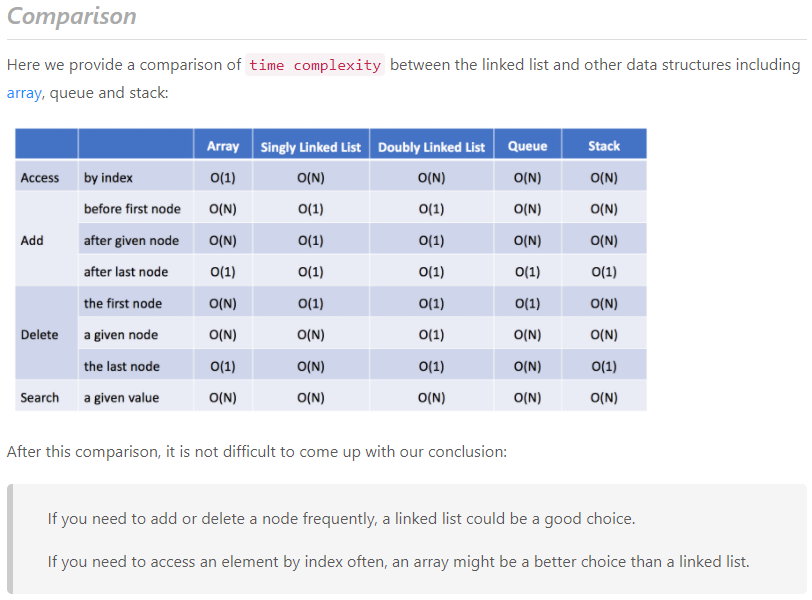 Comparison
Here we provide a comparison of time complexity between the linked list and other data structures including
array, queue and stack:
Array Singly Linked List Doubly Linked List Queue Stack
Access by index O(1) O(N) O(N) O(N) O(N)
before first node O(N) O(1) O(1) O(N) O(N)
Add after given node O(N) O(1) O(1) O(N) O(N)
after last node O(1) O(1) O(1) O(1) O(1)
the first node O(N) O(1) O(1) O(1) O(N)
Delete a given node O(N) O(N) O(1) O(N) O(N)
the last node O(1) O(N) O(1) O(N) O(1)
Search a given value O(N) O(N) O(N) O(N) O(N)
After this comparison, it is not difficult to come up with our conclusion:
If you need to add or delete a node frequently, a linked list could be a good choice.
If you need to access an element by index often, an array might be a better choice than a linked list.